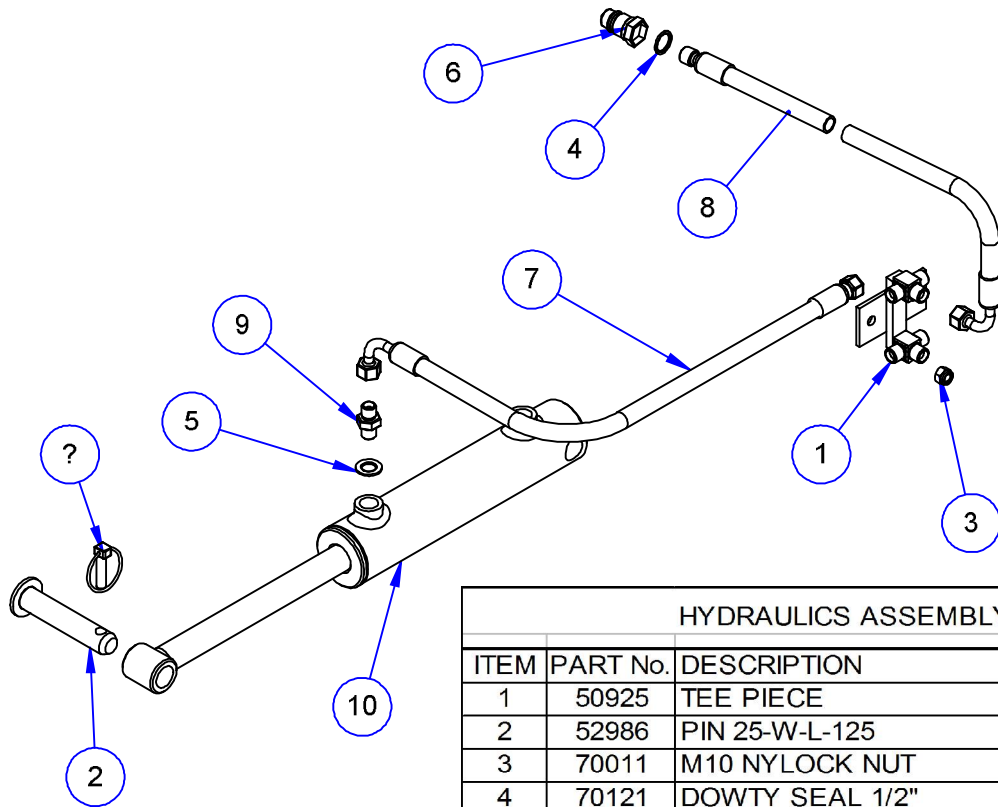 6
4
8
7
9
5
?
1
3
10
2
HYDRAULICS ASSEMBLY
ITEM PART No. DESCRIPTION
1 50925 TEE PIECE
2 52986 PIN 25-W-L-125
3 70011 M10 NYLOCK NUT
4 70121 DOWTY SEAL 1/2"